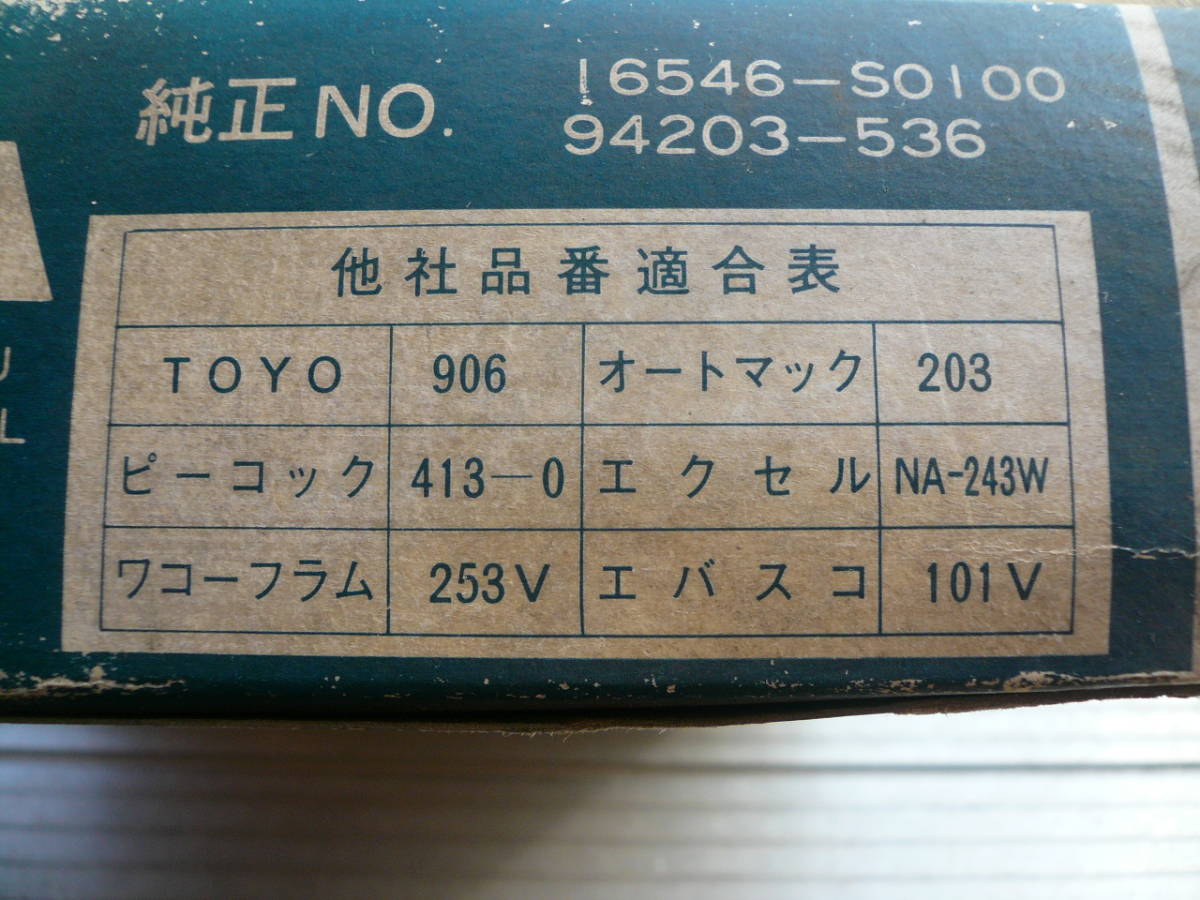 純正NO. 16546-S0100
94203-536
他社品番適合表
TOYO 906 オートマック 203
ピーコック 413-0 エクセル NA-243W
ワコーフラム 253V エバスコ 101V
U
L